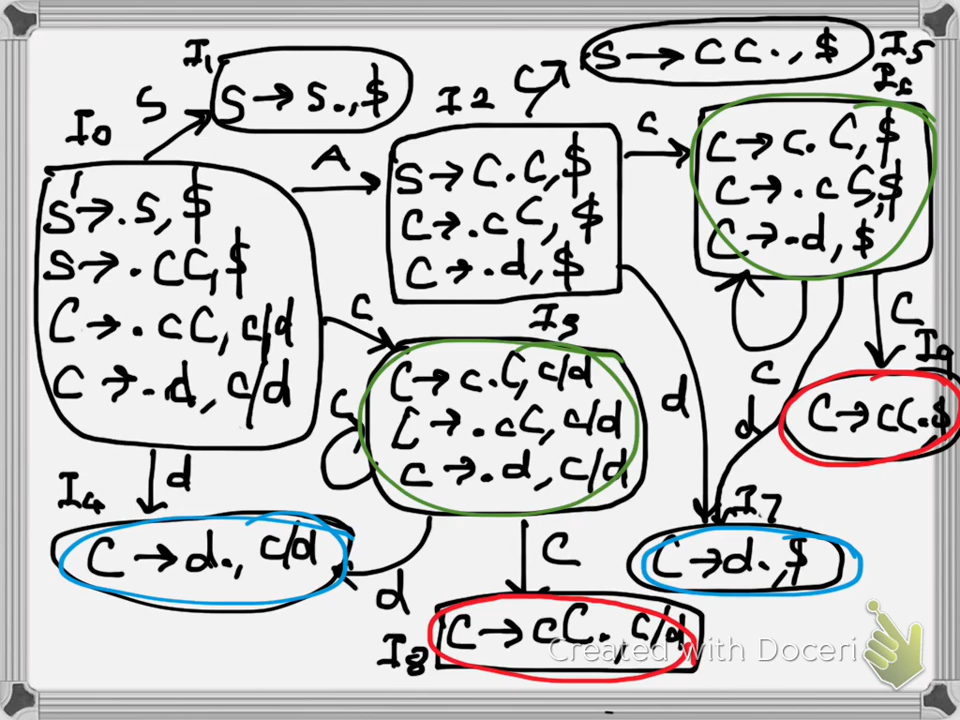 I1
S → S., $
S
I0
S' → .S, $
S → .CC, $
C → .cC, c/d
C → .d, c/d
A
I2
S → C.C, $
C → .cC, $
C → .d, $
C
S → CC., $
I5
c
I6
C → c.C, $
C → .cC, $
C → .d, $
c
C
I9
C → cC., $
d
d
I7
C → d., $
c
I3
C → c.C, c/d
C → .cC, c/d
C → .d, c/d
c
d
I4
C → d., c/d
d
C
I8
C → cC., c/d
Created with Doceri